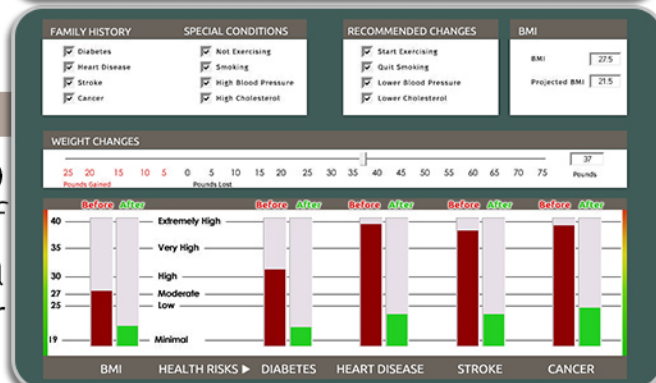 FAMILY HISTORY
Diabetes
Heart Disease
Stroke
Cancer
SPECIAL CONDITIONS
Not Exercising
Smoking
High Blood Pressure
High Cholesterol
RECOMMENDED CHANGES
Start Exercising
Quit Smoking
Lower Blood Pressure
Lower Cholesterol
BMI
BMI 27.5
Projected BMI 21.5
WEIGHT CHANGES
37
25 20 15 10 5 0 5 10 15 20 25 30 35 40 45 50 55 60 65 70 75 Pounds
Pounds Gained Pounds Lost
Before After Before After Before After Before After Before After
40 Extremely High
35 Very High
30 High
27 Moderate
25 Low
19 Minimal
BMI HEALTH RISKS ▶ DIABETES HEART DISEASE STROKE CANCER